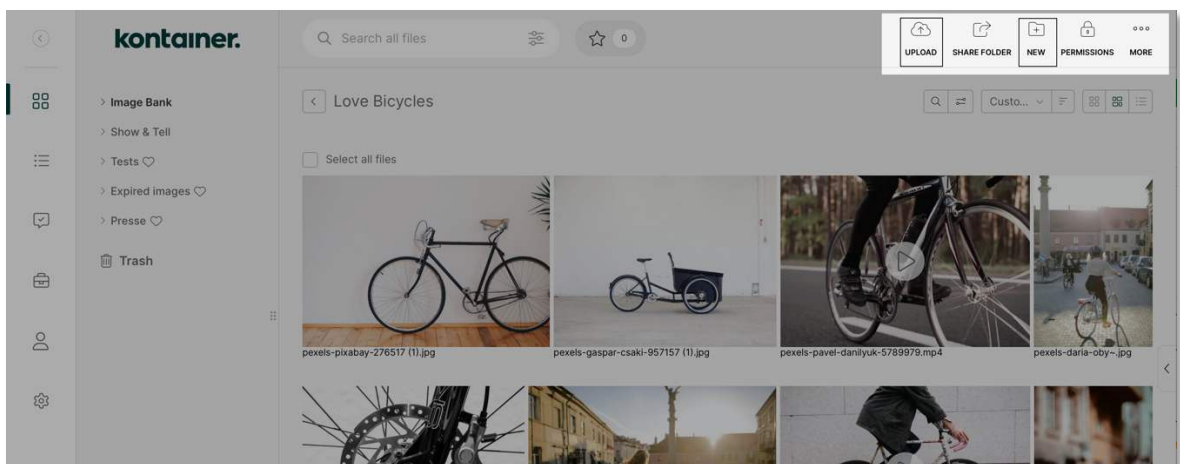 kontainer.
Search all files
0
UPLOAD
SHARE FOLDER
NEW
PERMISSIONS
MORE
Image Bank
Show & Tell
Tests
Expired images
Presse
Trash
Love Bicycles
Custo...
Select all files
pexels-pixabay-276517 (1).jpg
pexels-gaspar-csaki-957157 (1).jpg
pexels-pavel-danilyuk-5789979.mp4
pexels-daria-oby~.jpg